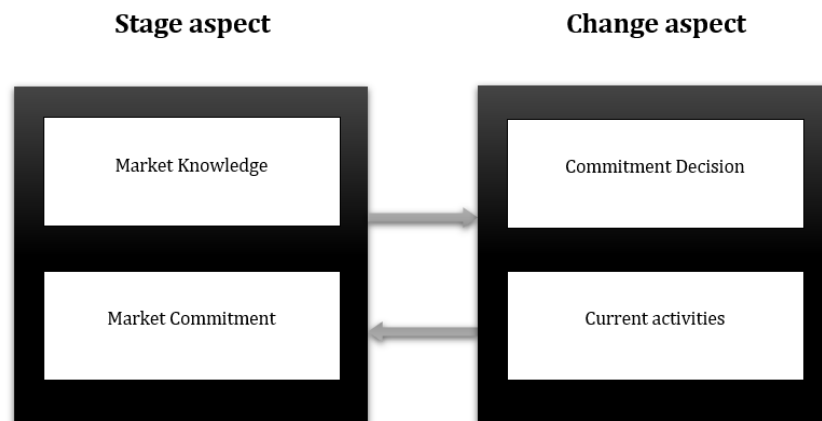 Stage aspect
Change aspect
Market Knowledge
Commitment Decision
Market Commitment
Current activities